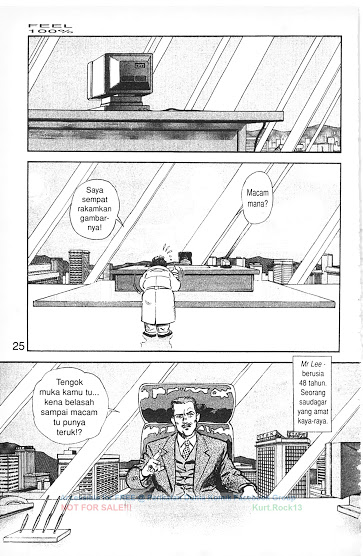 FEEL
100%
Macam
mana?
Saya
sempat
rakamkan
gambar-
nya!
25
Mr Lee -
berusia
48 tahun.
Seorang
saudagar
yang amat
kaya-raya.
Tengok
muka kamu tu...
kena belasah
sampai macam
tu punya
teruk!?
NOT FOR SALE!!!
Kurt.Rock13